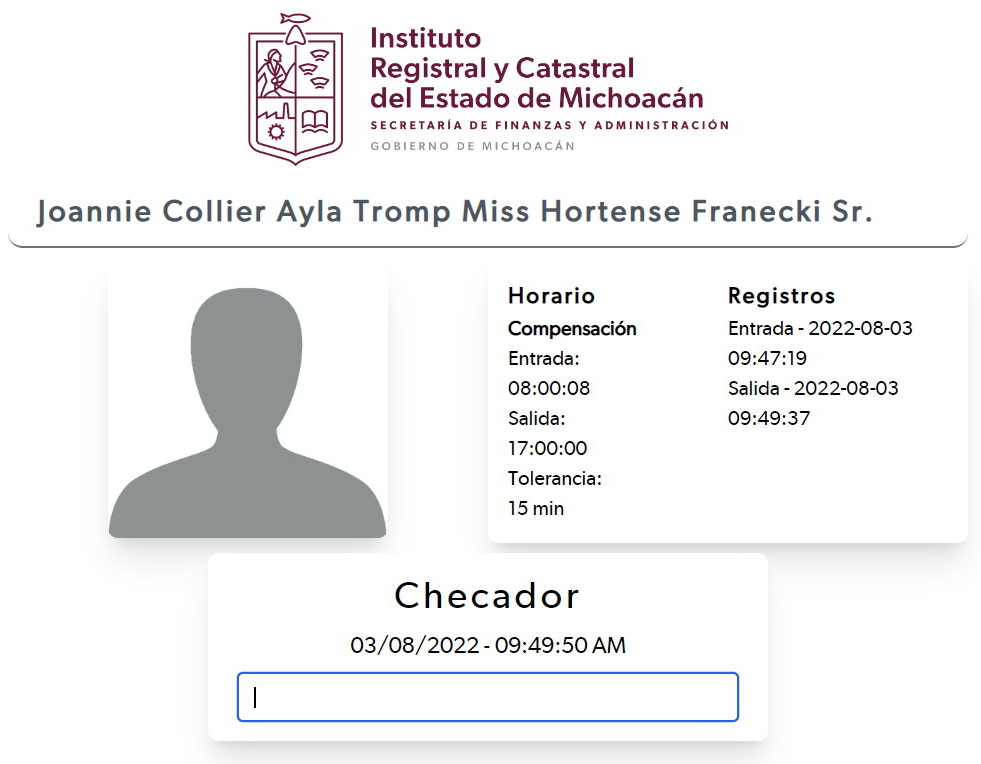 Instituto
Registral y Catastral
del Estado de Michoacán
SECRETARÍA DE FINANZAS Y ADMINISTRACIÓN
GOBIERNO DE MICHOACÁN
Joannie Collier Ayla Tromp Miss Hortense Franecki Sr.
Horario
Compensación
Entrada:
08:00:08
Salida:
17:00:00
Tolerancia:
15 min
Registros
Entrada - 2022-08-03
09:47:19
Salida - 2022-08-03
09:49:37
Checador
03/08/2022 - 09:49:50 AM